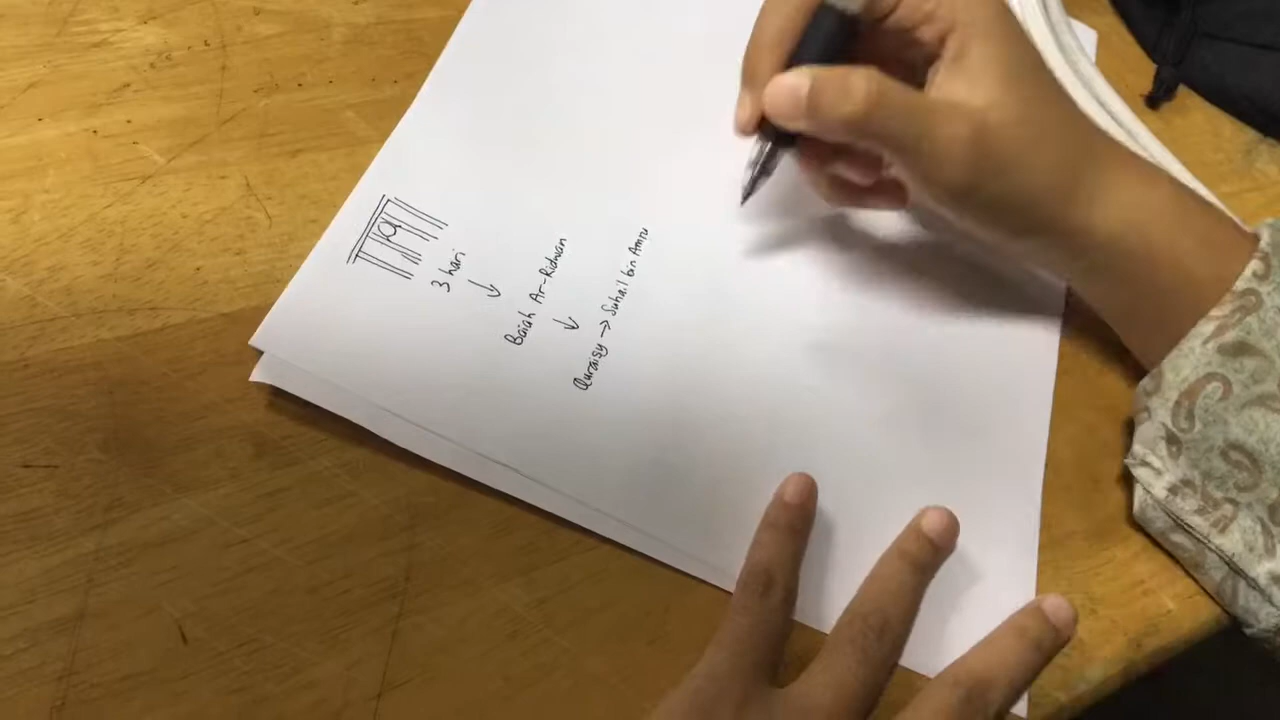 3 hari
↓
Baiah Ar-Ridwan
↓
Quraisy → Suhail bin Amru